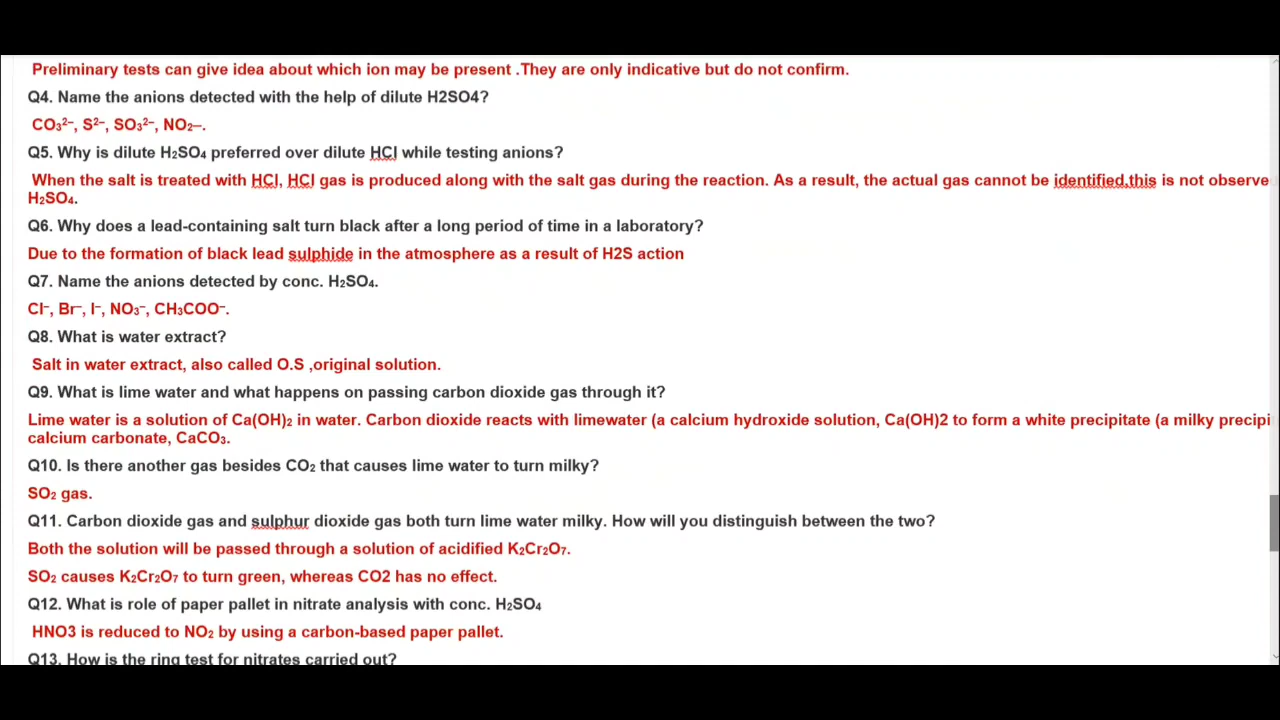 Preliminary tests can give idea about which ion may be present .They are only indicative but do not confirm.
Q4. Name the anions detected with the help of dilute H2SO4?
CO₃²⁻, S²⁻, SO₃²⁻, NO₂–.
Q5. Why is dilute H₂SO₄ preferred over dilute HCl while testing anions?
When the salt is treated with HCl, HCl gas is produced along with the salt gas during the reaction. As a result, the actual gas cannot be identified,this is not observe
H₂SO₄.
Q6. Why does a lead-containing salt turn black after a long period of time in a laboratory?
Due to the formation of black lead sulphide in the atmosphere as a result of H2S action
Q7. Name the anions detected by conc. H₂SO₄.
Cl⁻, Br⁻, I⁻, NO₃⁻, CH₃COO⁻.
Q8. What is water extract?
Salt in water extract, also called O.S ,original solution.
Q9. What is lime water and what happens on passing carbon dioxide gas through it?
Lime water is a solution of Ca(OH)₂ in water. Carbon dioxide reacts with limewater (a calcium hydroxide solution, Ca(OH)2 to form a white precipitate (a milky precipi
calcium carbonate, CaCO₃.
Q10. Is there another gas besides CO₂ that causes lime water to turn milky?
SO₂ gas.
Q11. Carbon dioxide gas and sulphur dioxide gas both turn lime water milky. How will you distinguish between the two?
Both the solution will be passed through a solution of acidified K₂Cr₂O₇.
SO₂ causes K₂Cr₂O₇ to turn green, whereas CO2 has no effect.
Q12. What is role of paper pallet in nitrate analysis with conc. H₂SO₄
HNO3 is reduced to NO₂ by using a carbon-based paper pallet.
Q13. How is the ring test for nitrates carried out?